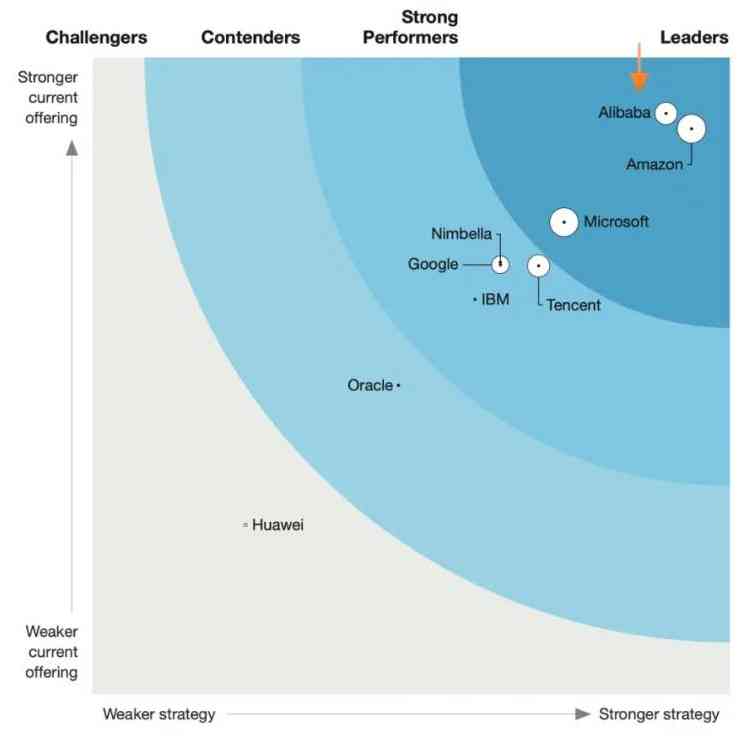 Challengers
Contenders
Strong
Performers
Leaders
Stronger
current
offering
Alibaba
Amazon
Microsoft
Nimbella
Google
IBM
Tencent
Oracle
Huawei
Weaker
current
offering
Weaker strategy
Stronger strategy